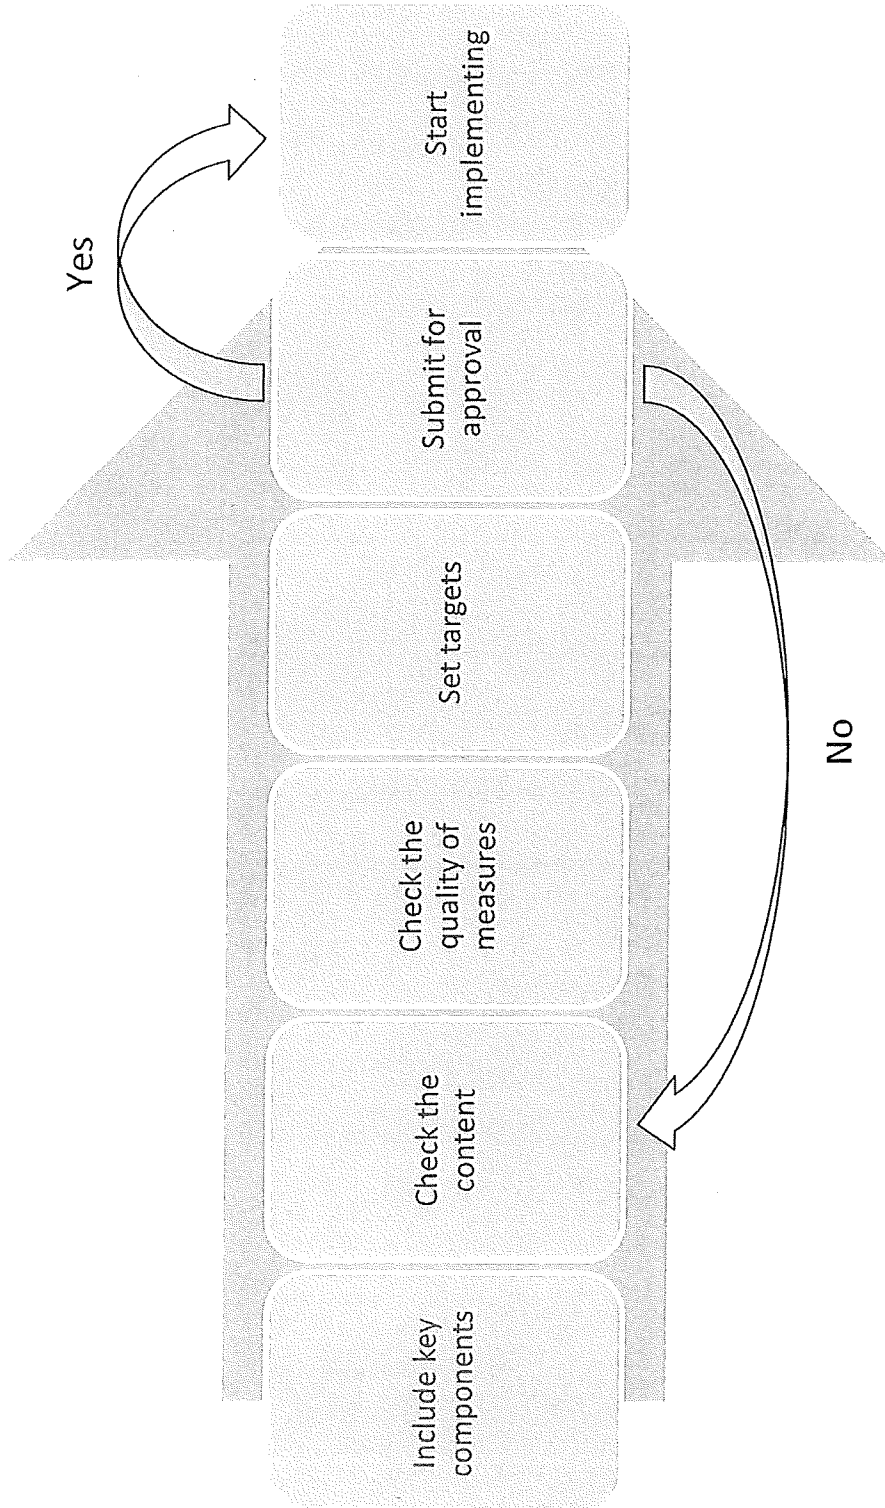 Yes
Include key
components
Check the
content
Check the
quality of
measures
Set targets
Submit for
approval
Start
implementing
No